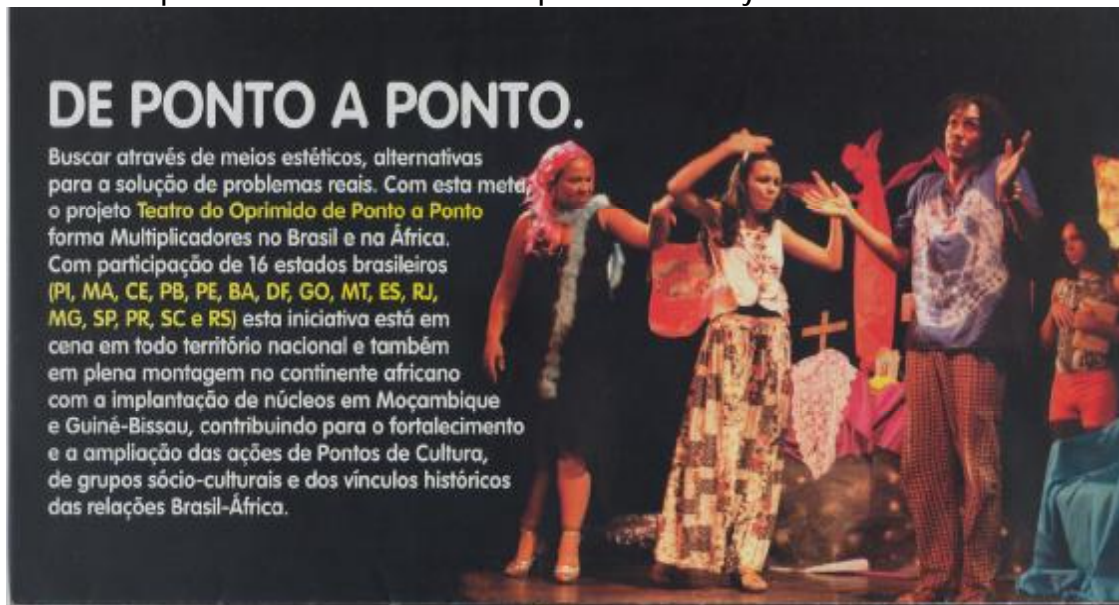 DE PONTO A PONTO.
Buscar através de meios estéticos, alternativas
para a solução de problemas reais. Com esta meta,
o projeto Teatro do Oprimido de Ponto a Ponto
forma Multiplicadores no Brasil e na África.
Com participação de 16 estados brasileiros
(PI, MA, CE, PB, PE, BA, DF, GO, MT, ES, RJ,
MG, SP, PR, SC e RS) esta iniciativa está em
cena em todo território nacional e também
em plena montagem no continente africano
com a implantação de núcleos em Moçambique
e Guiné-Bissau, contribuindo para o fortalecimento
e a ampliação das ações de Pontos de Cultura,
de grupos sócio-culturais e dos vínculos históricos
das relações Brasil-África.